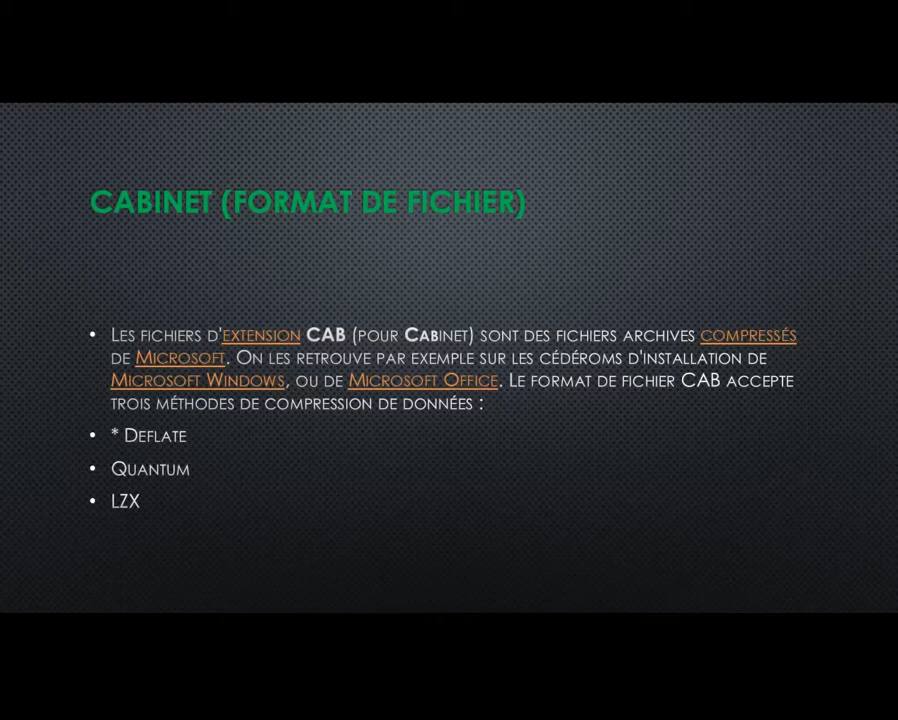 CABINET (FORMAT DE FICHIER)
• Les fichiers d'extension CAB (pour Cabinet) sont des fichiers archives compressés
de Microsoft. On les retrouve par exemple sur les cédéroms d'installation de
Microsoft Windows, ou de Microsoft Office. Le format de fichier CAB accepte
trois méthodes de compression de données :
• * Deflate
• Quantum
• LZX